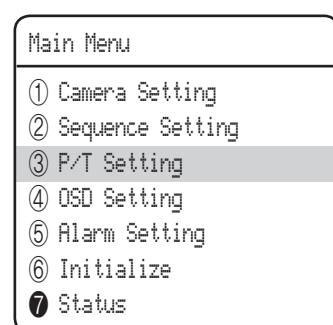 Main Menu
① Camera Setting
② Sequence Setting
③ P/T Setting
④ OSD Setting
⑤ Alarm Setting
⑥ Initialize
❼ Status